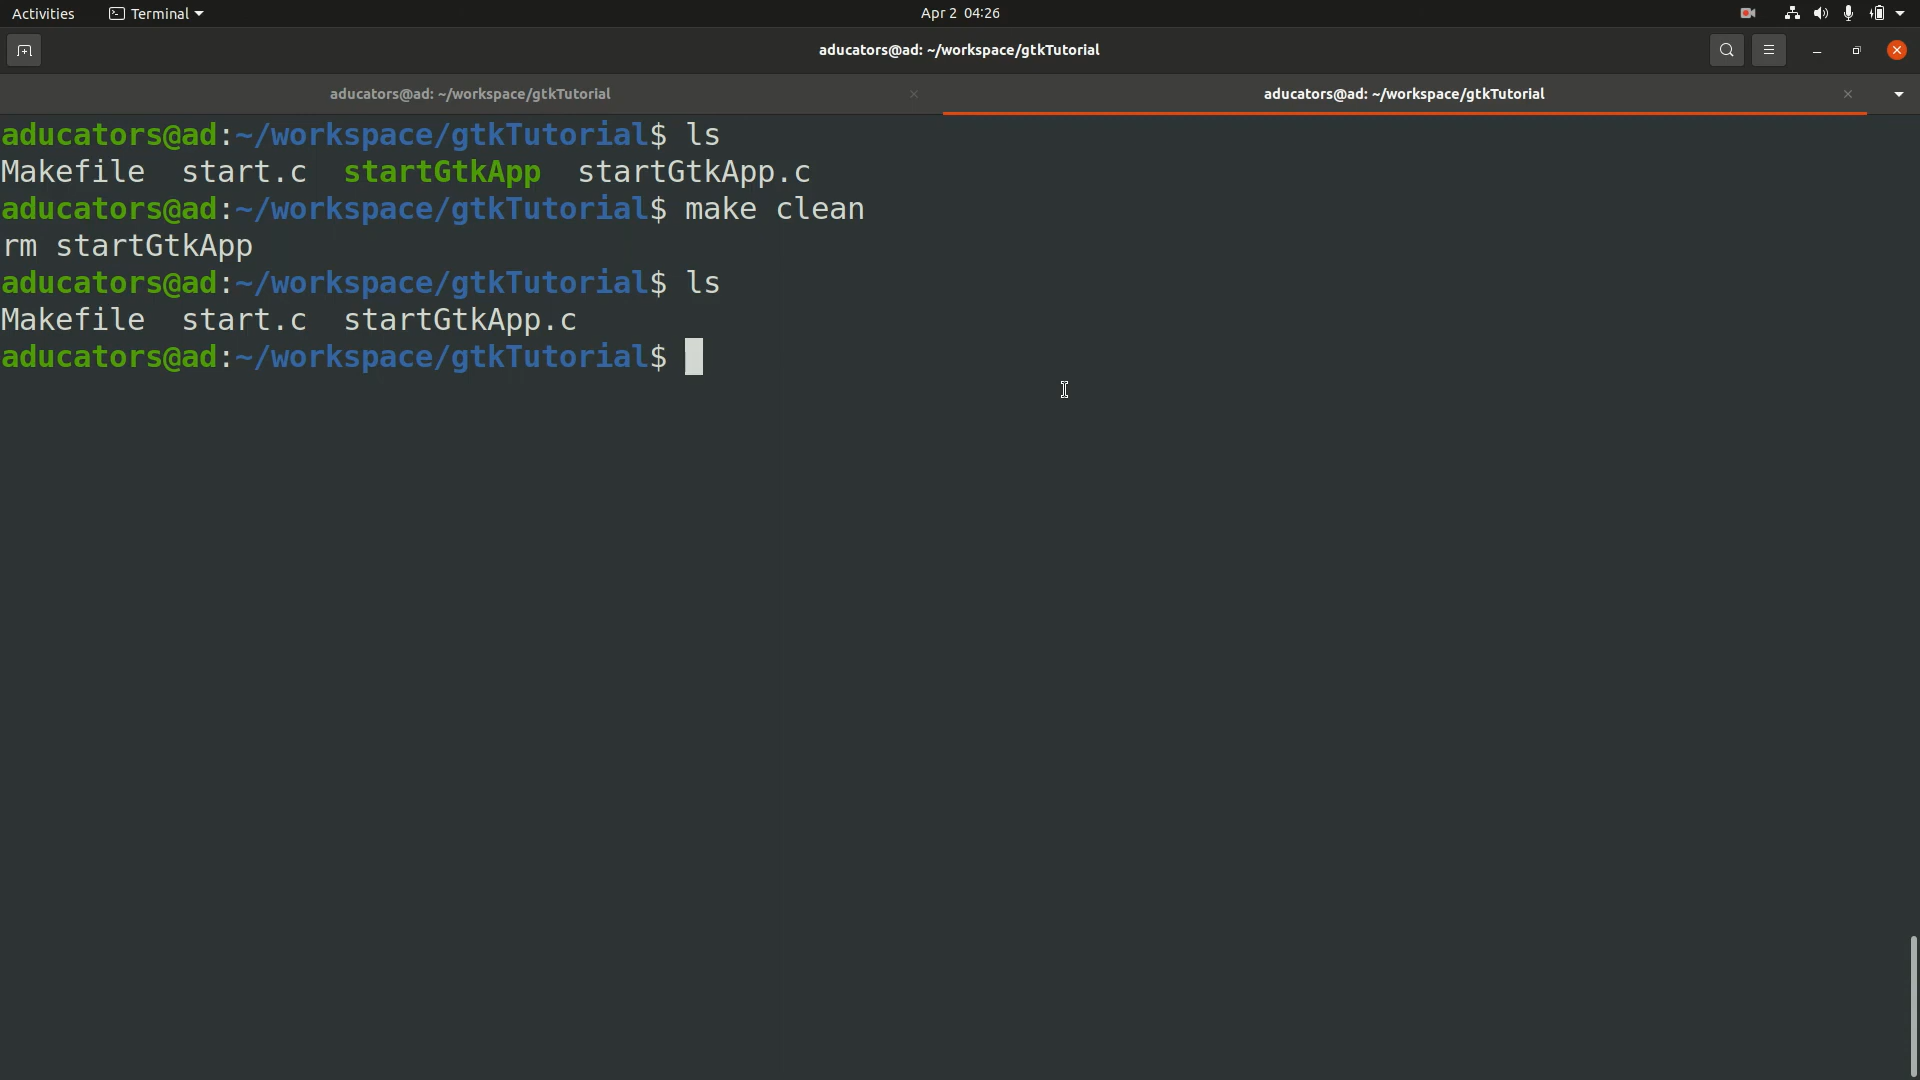 Activities Terminal Apr 2 04:26
aducators@ad: ~/workspace/gtkTutorial
aducators@ad: ~/workspace/gtkTutorial aducators@ad: ~/workspace/gtkTutorial
aducators@ad:~/workspace/gtkTutorial$ ls
Makefile start.c startGtkApp startGtkApp.c
aducators@ad:~/workspace/gtkTutorial$ make clean
rm startGtkApp
aducators@ad:~/workspace/gtkTutorial$ ls
Makefile start.c startGtkApp.c
aducators@ad:~/workspace/gtkTutorial$